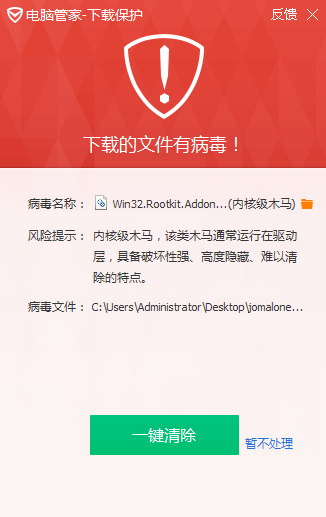 电脑管家-下载保护 反馈
下载的文件有病毒！
病毒名称： Win32.Rootkit.Addon...(内核级木马)
风险提示： 内核级木马，该类木马通常运行在驱动
层，具备破坏性强、高度隐藏、难以清
除的特点。
病毒文件： C:\Users\Administrator\Desktop\jomalone...
一键清除
暂不处理